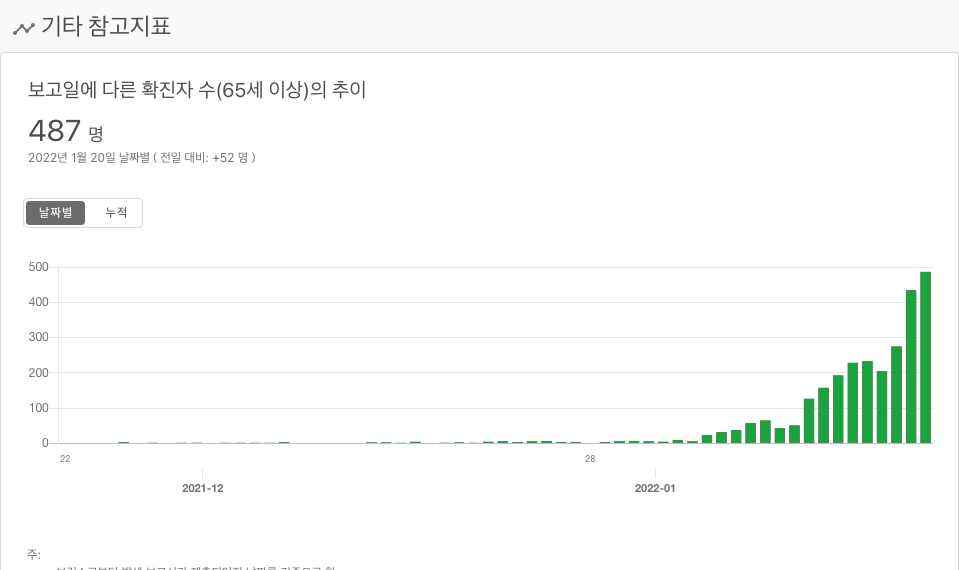 기타 참고지표
보고일에 다른 확진자 수(65세 이상)의 추이
487 명
2022년 1월 20일 날짜별 ( 전일 대비: +52 명 )
날짜별 누적
500
400
300
200
100
0
22 28
2021-12 2022-01
주: